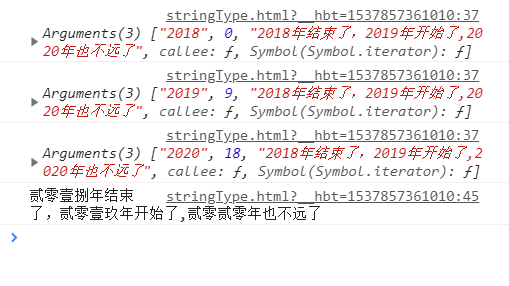 stringType.html?__hbt=1537857361010:37
Arguments(3) ["2018", 0, "2018年结束了，2019年开始了,2
020年也不远了", callee: ƒ, Symbol(Symbol.iterator): ƒ]
stringType.html?__hbt=1537857361010:37
Arguments(3) ["2019", 9, "2018年结束了，2019年开始了,2
020年也不远了", callee: ƒ, Symbol(Symbol.iterator): ƒ]
stringType.html?__hbt=1537857361010:37
Arguments(3) ["2020", 18, "2018年结束了，2019年开始了,2
020年也不远了", callee: ƒ, Symbol(Symbol.iterator): ƒ]
贰零壹捌年结束 stringType.html?__hbt=1537857361010:45
了，贰零壹玖年开始了,贰零贰零年也不远了